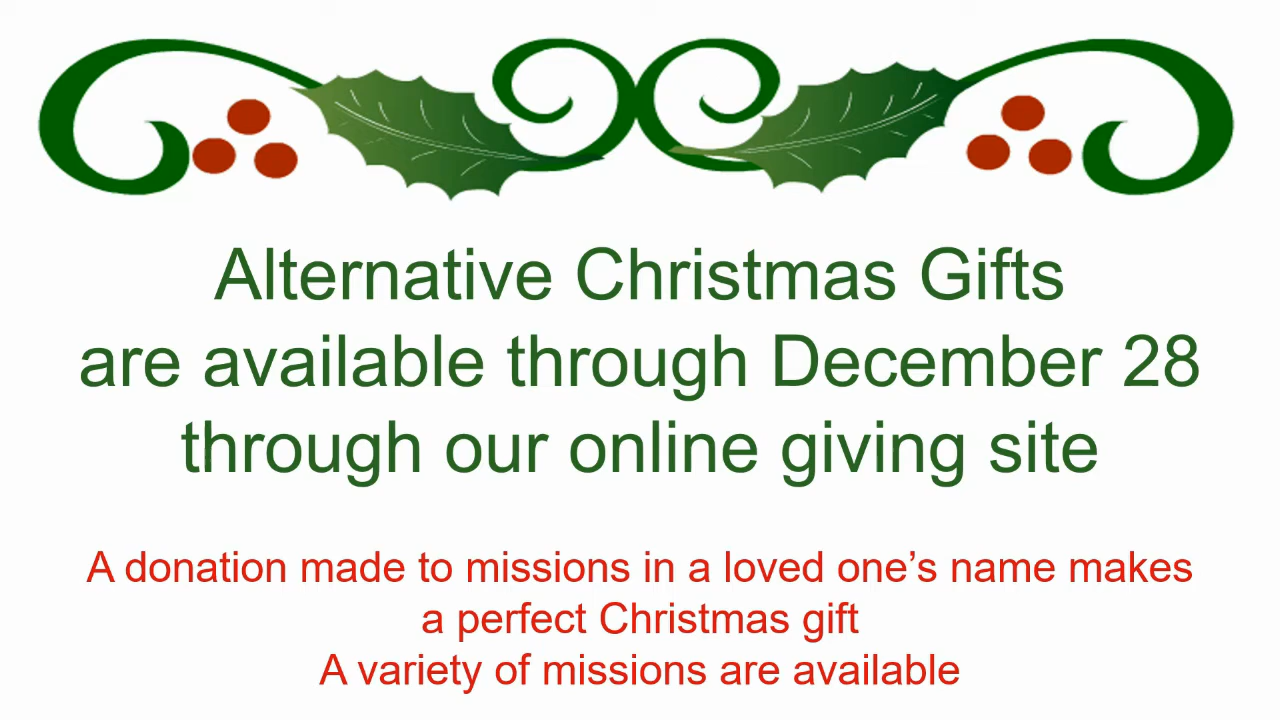 Alternative Christmas Gifts
are available through December 28
through our online giving site
A donation made to missions in a loved one’s name makes
a perfect Christmas gift
A variety of missions are available